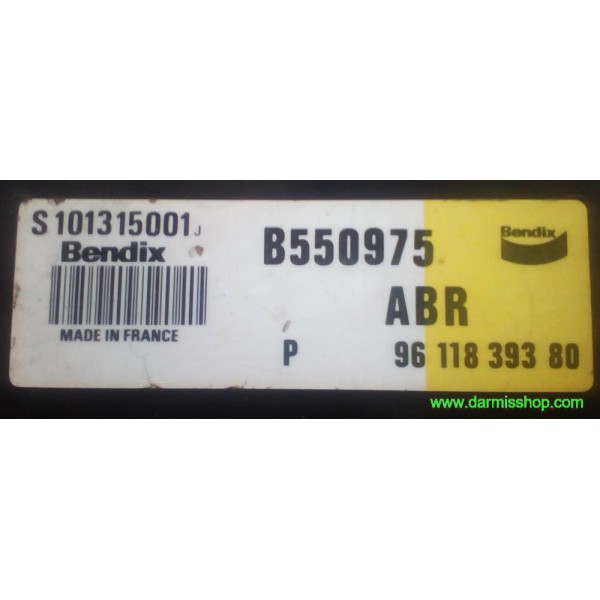 S101315001J
Bendix
MADE IN FRANCE
B550975
ABR
P 96 118 393 80
Bendix
www.darmisshop.com